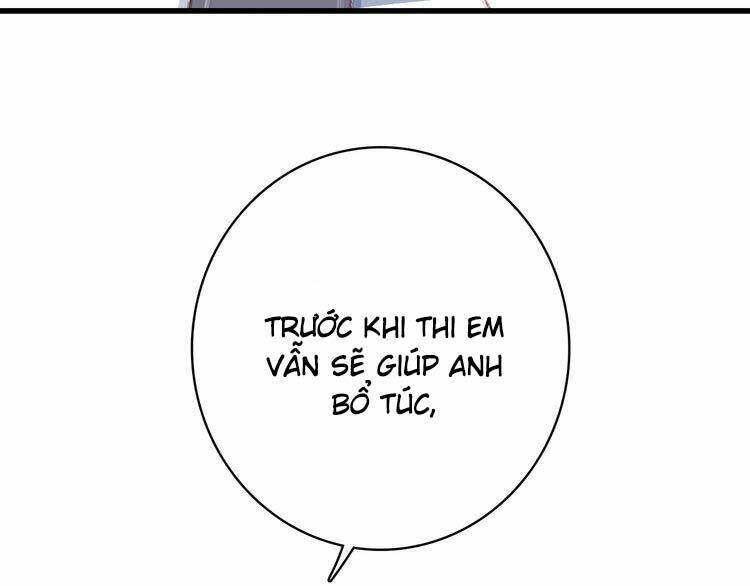 TRƯỚC KHI THI EM
VẪN SẼ GIÚP ANH
BỔ TÚC,